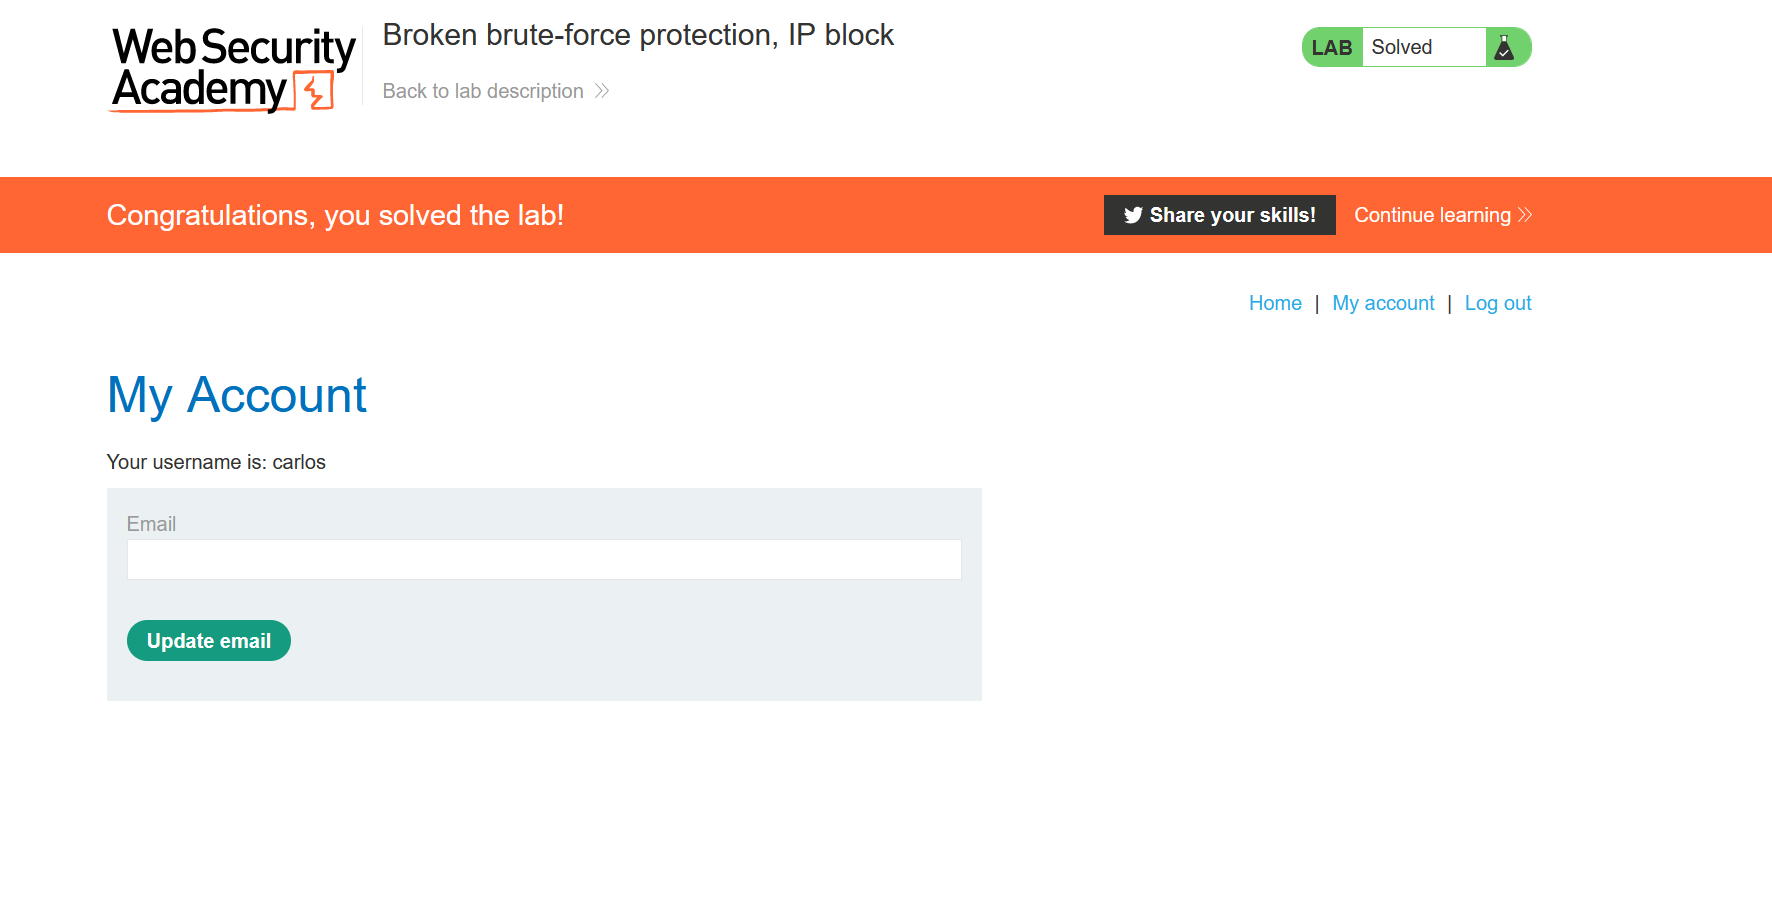 Web Security
Academy
Broken brute-force protection, IP block
Back to lab description
LAB Solved
Congratulations, you solved the lab!
Share your skills!
Continue learning
Home | My account | Log out
My Account
Your username is: carlos
Email
Update email